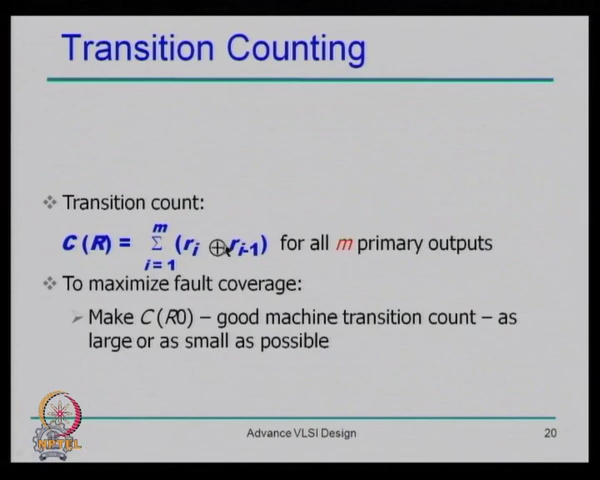 Transition Counting
❖ Transition count:
m
C (R) = Σ (rᵢ ⊕ rᵢ₋₁) for all m primary outputs
i = 1
❖ To maximize fault coverage:
➢ Make C (R0) – good machine transition count – as
large or as small as possible
NPTEL
Advance VLSI Design
20